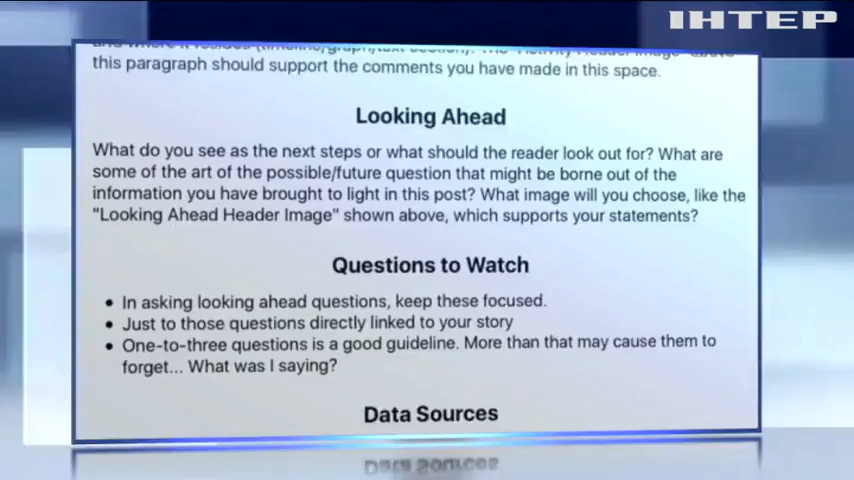 ІНТЕР
this paragraph should support the comments you have made in this space.
Looking Ahead
What do you see as the next steps or what should the reader look out for? What are
some of the art of the possible/future question that might be borne out of the
information you have brought to light in this post? What image will you choose, like the
"Looking Ahead Header Image" shown above, which supports your statements?
Questions to Watch
• In asking looking ahead questions, keep these focused.
• Just to those questions directly linked to your story
• One-to-three questions is a good guideline. More than that may cause them to
forget... What was I saying?
Data Sources